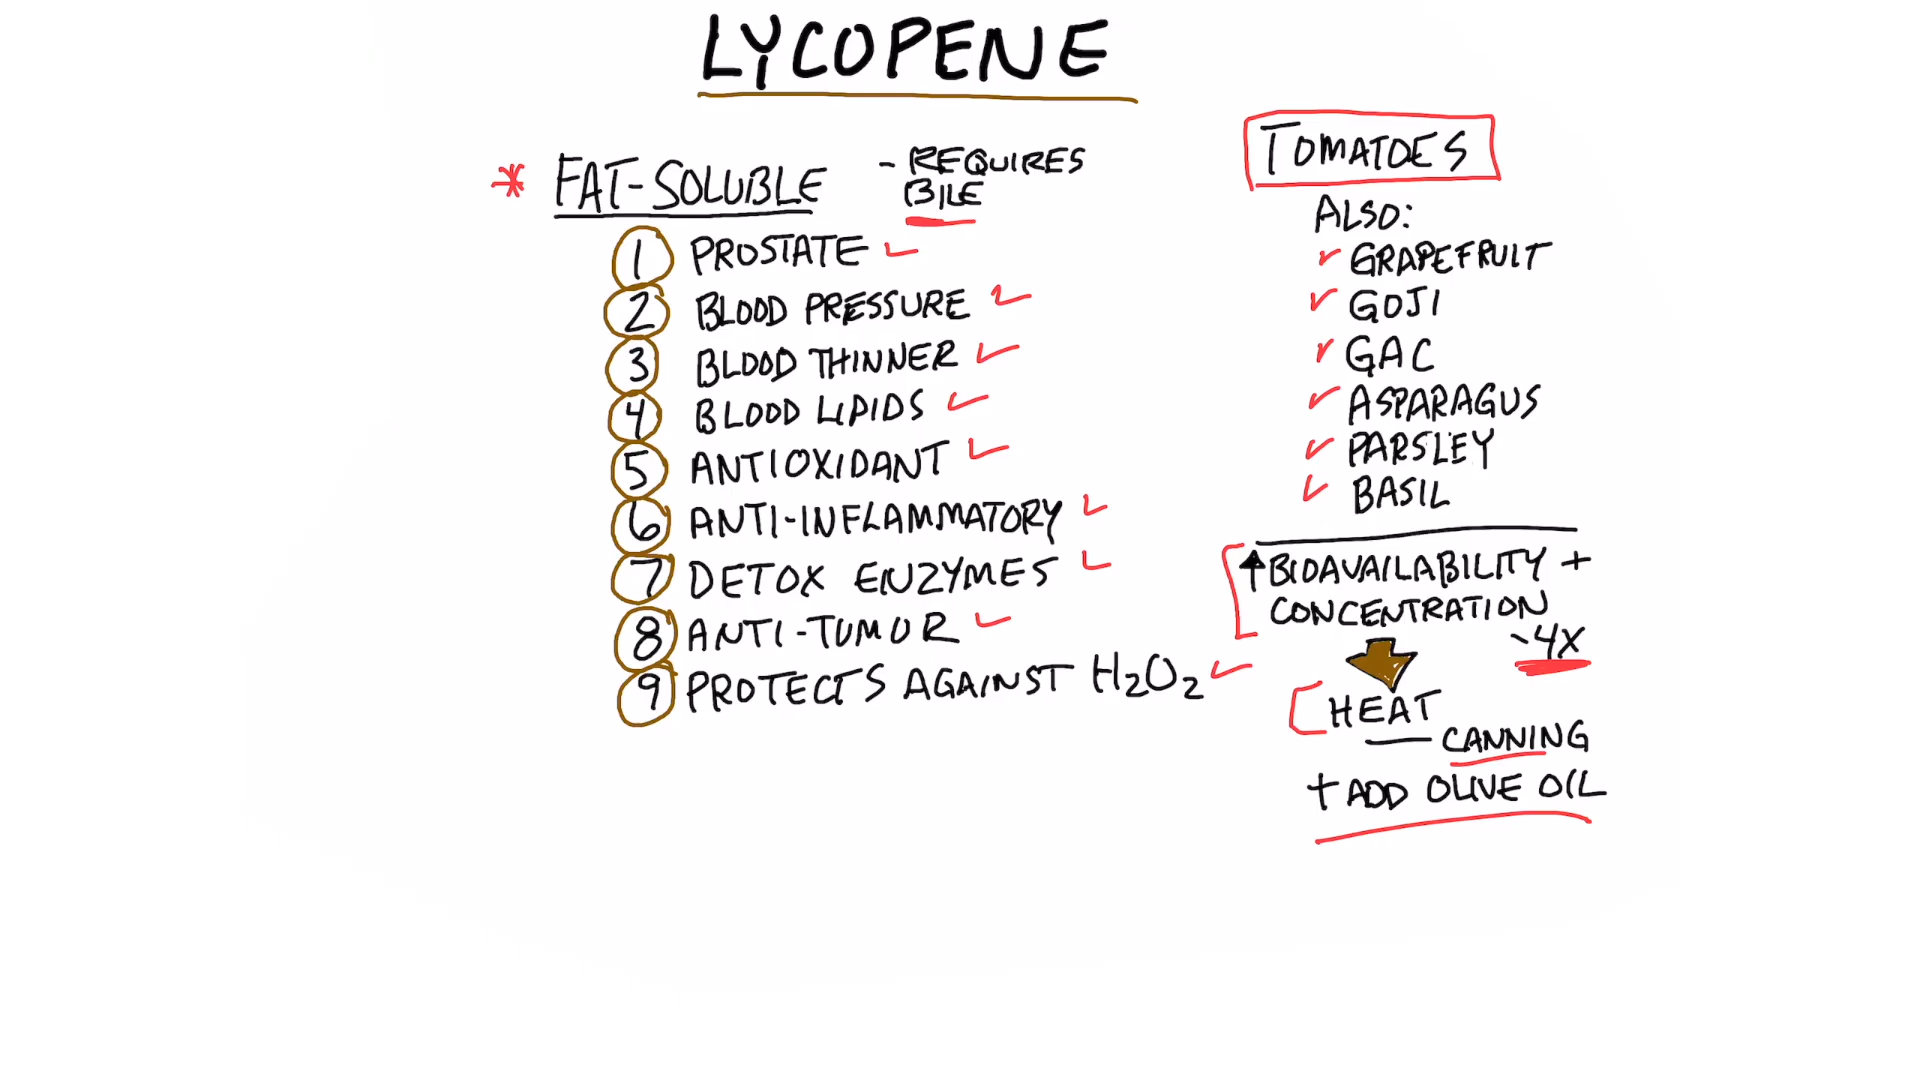 LYCOPENE
* FAT-SOLUBLE - REQUIRES
BILE
1 PROSTATE
2 BLOOD PRESSURE
3 BLOOD THINNER
4 BLOOD LIPIDS
5 ANTIOXIDANT
6 ANTI-INFLAMMATORY
7 DETOX ENZYMES
8 ANTI-TUMOR
9 PROTECTS AGAINST H₂O₂
TOMATOES
ALSO:
GRAPEFRUIT
GOJI
GAC
ASPARAGUS
PARSLEY
BASIL
↑ BIOAVAILABILITY +
CONCENTRATION
~4X
HEAT
CANNING
+ ADD OLIVE OIL